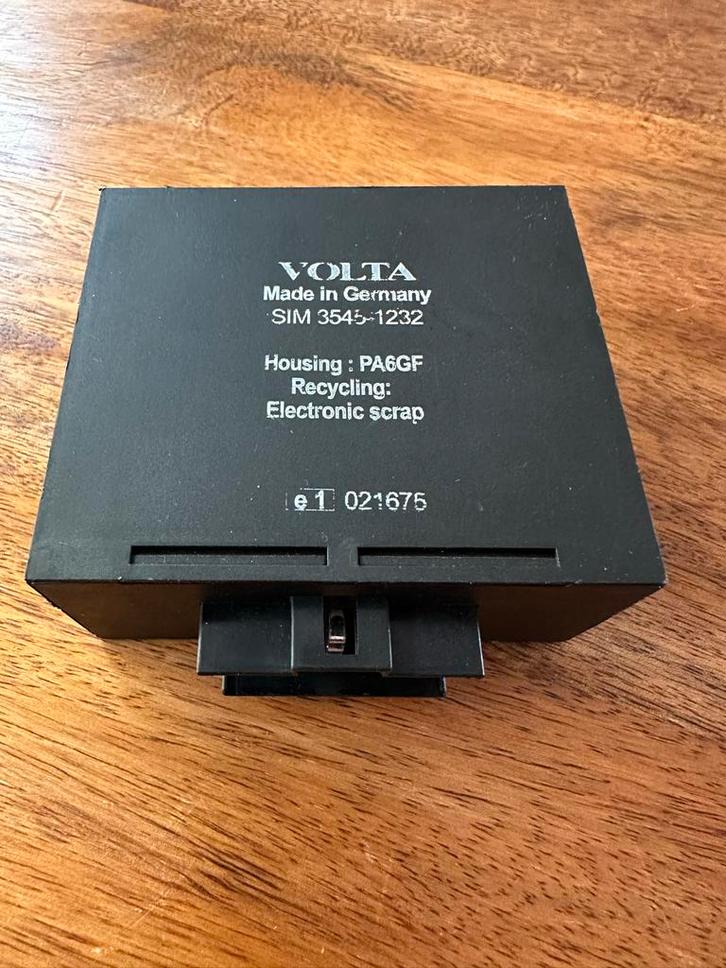 VOLTA
Made in Germany
SIM 3545-1232
Housing : PA6GF
Recycling:
Electronic scrap
e1 021675